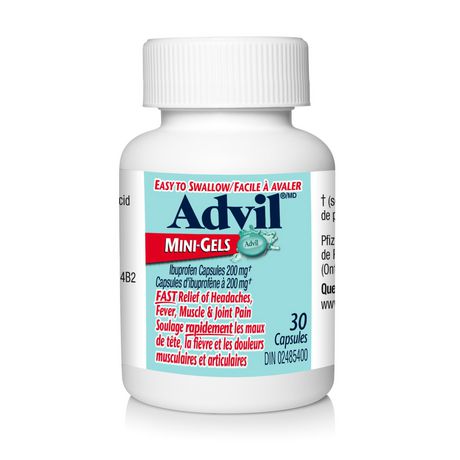 EASY TO SWALLOW/FACILE À AVALER
Advil®/MD
MINI-GELS
Advil
Ibuprofen Capsules 200 mg†
Capsules d'ibuprofène à 200 mg†
FAST Relief of Headaches,
Fever, Muscle & Joint Pain
Soulage rapidement les maux
de tête, la fièvre et les douleurs
musculaires et articulaires
30
Capsules
DIN 02485400
cid
4B2
† (s
de p
Pfiz
de F
(On
Que
www